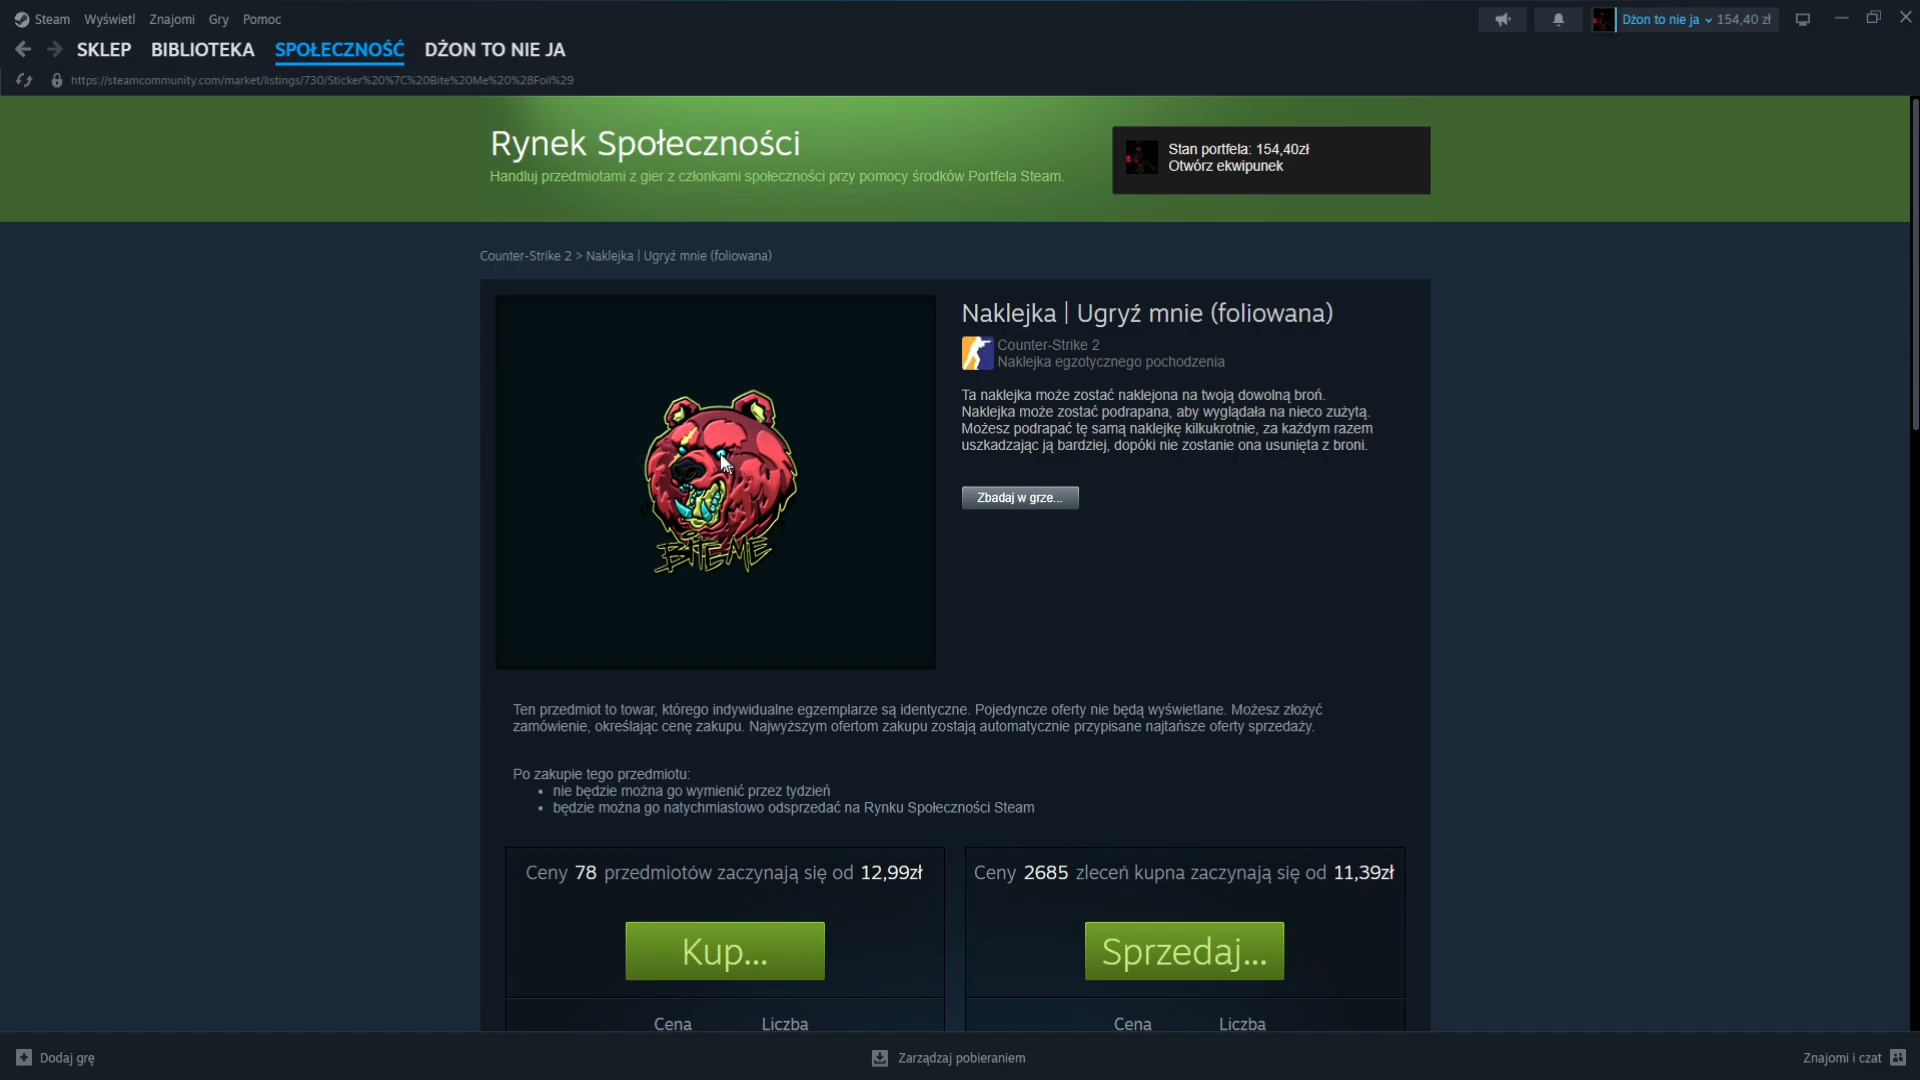 Steam Wyświetl Znajomi Gry Pomoc
Dżon to nie ja 154,40 zł
SKLEP BIBLIOTEKA SPOŁECZNOŚĆ DŻON TO NIE JA
https://steamcommunity.com/market/listings/730/Sticker%20%7C%20Bite%20Me%20%28Foil%29
Rynek Społeczności
Handluj przedmiotami z gier z członkami społeczności przy pomocy środków Portfela Steam.
Stan portfela: 154,40zł
Otwórz ekwipunek
Counter-Strike 2 > Naklejka | Ugryź mnie (foliowana)
BITEME
Naklejka | Ugryź mnie (foliowana)
Counter-Strike 2
Naklejka egzotycznego pochodzenia
Ta naklejka może zostać naklejona na twoją dowolną broń.
Naklejka może zostać podrapana, aby wyglądała na nieco zużytą.
Możesz podrapać tę samą naklejkę kilkukrotnie, za każdym razem
uszkadzając ją bardziej, dopóki nie zostanie ona usunięta z broni.
Zbadaj w grze...
Ten przedmiot to towar, którego indywidualne egzemplarze są identyczne. Pojedyncze oferty nie będą wyświetlane. Możesz złożyć
zamówienie, określając cenę zakupu. Najwyższym ofertom zakupu zostają automatycznie przypisane najtańsze oferty sprzedaży.
Po zakupie tego przedmiotu:
• nie będzie można go wymienić przez tydzień
• będzie można go natychmiastowo odsprzedać na Rynku Społeczności Steam
Ceny 78 przedmiotów zaczynają się od 12,99zł
Kup...
Cena Liczba
Ceny 2685 zleceń kupna zaczynają się od 11,39zł
Sprzedaj...
Cena Liczba
Dodaj grę
Zarządzaj pobieraniem
Znajomi i czat